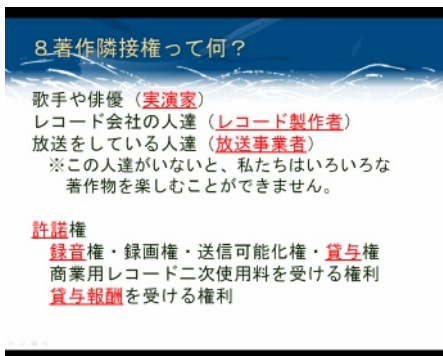 ８著作隣接権って何？
歌手や俳優（実演家）
レコード会社の人達（レコード製作者）
放送をしている人達（放送事業者）
※この人達がいないと、私たちはいろいろな
著作物を楽しむことができません。
許諾権
録音権・録画権・送信可能化権・貸与権
商業用レコード二次使用料を受ける権利
貸与報酬を受ける権利